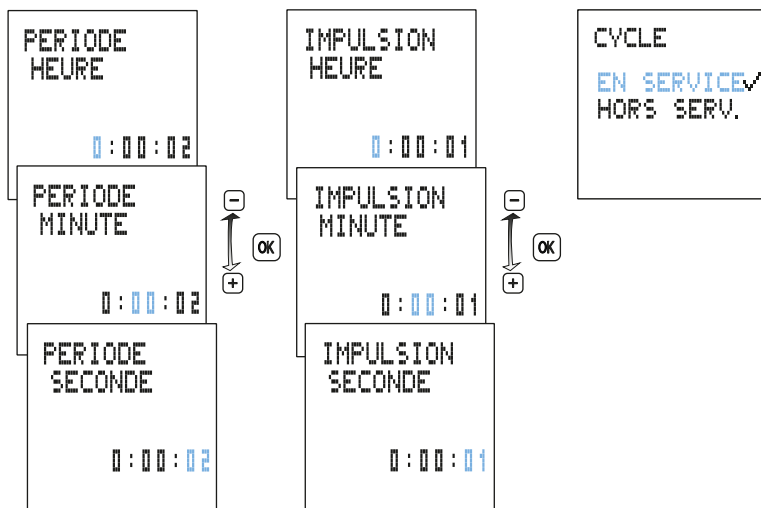 PERIODE
HEURE
0:00:02
PERIODE
MINUTE
0:00:02
PERIODE
SECONDE
0:00:02
−
OK
+
IMPULSION
HEURE
0:00:01
IMPULSION
MINUTE
0:00:01
IMPULSION
SECONDE
0:00:01
−
OK
+
CYCLE
EN SERVICE✓
HORS SERV.